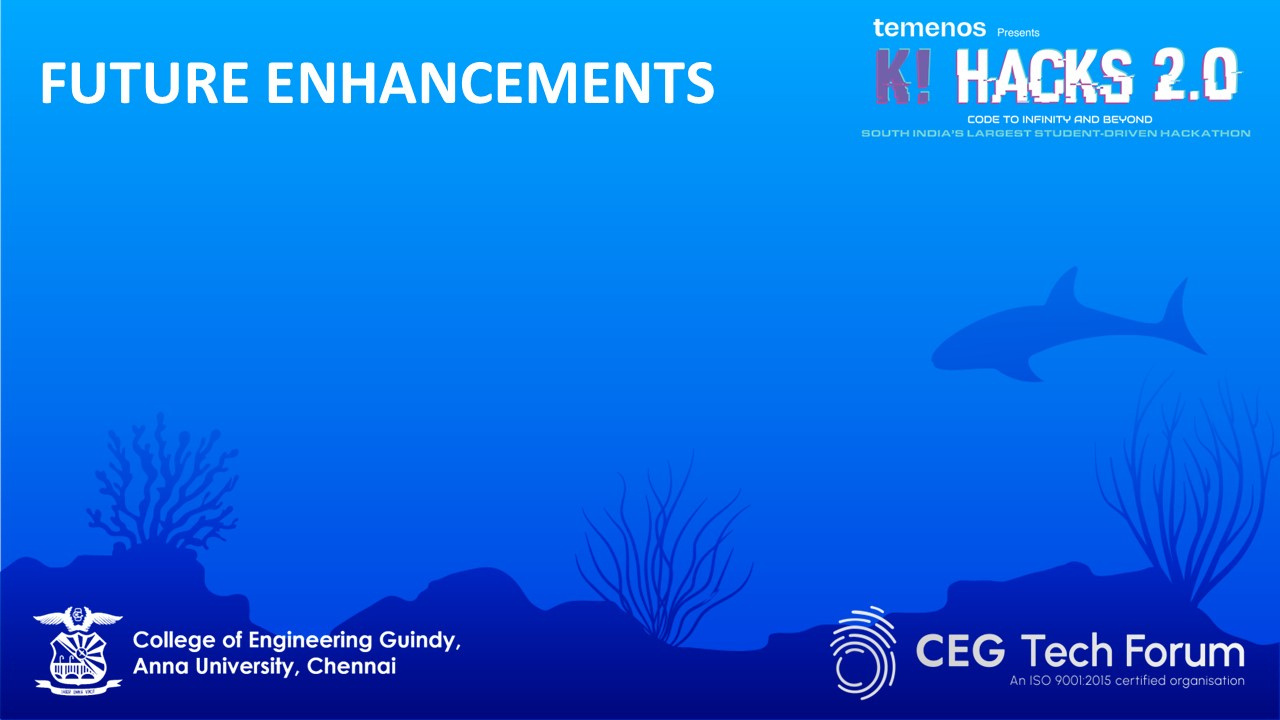 FUTURE ENHANCEMENTS
temenos Presents
K! HACKS 2.0
CODE TO INFINITY AND BEYOND
SOUTH INDIA'S LARGEST STUDENT-DRIVEN HACKATHON
College of Engineering Guindy,
Anna University, Chennai
CEG Tech Forum
An ISO 9001:2015 certified organisation